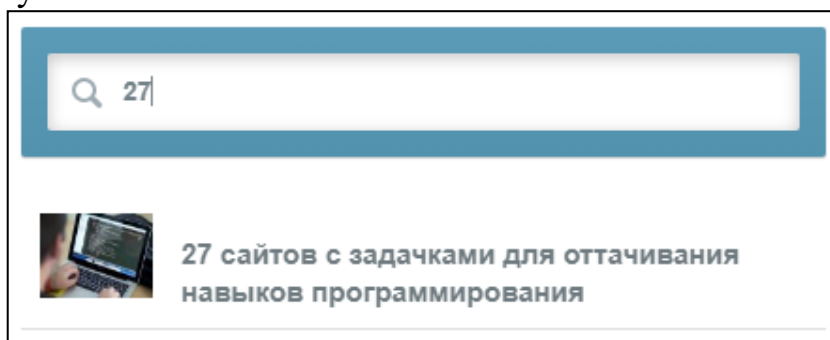 27
27 сайтов с задачками для оттачивания
навыков программирования